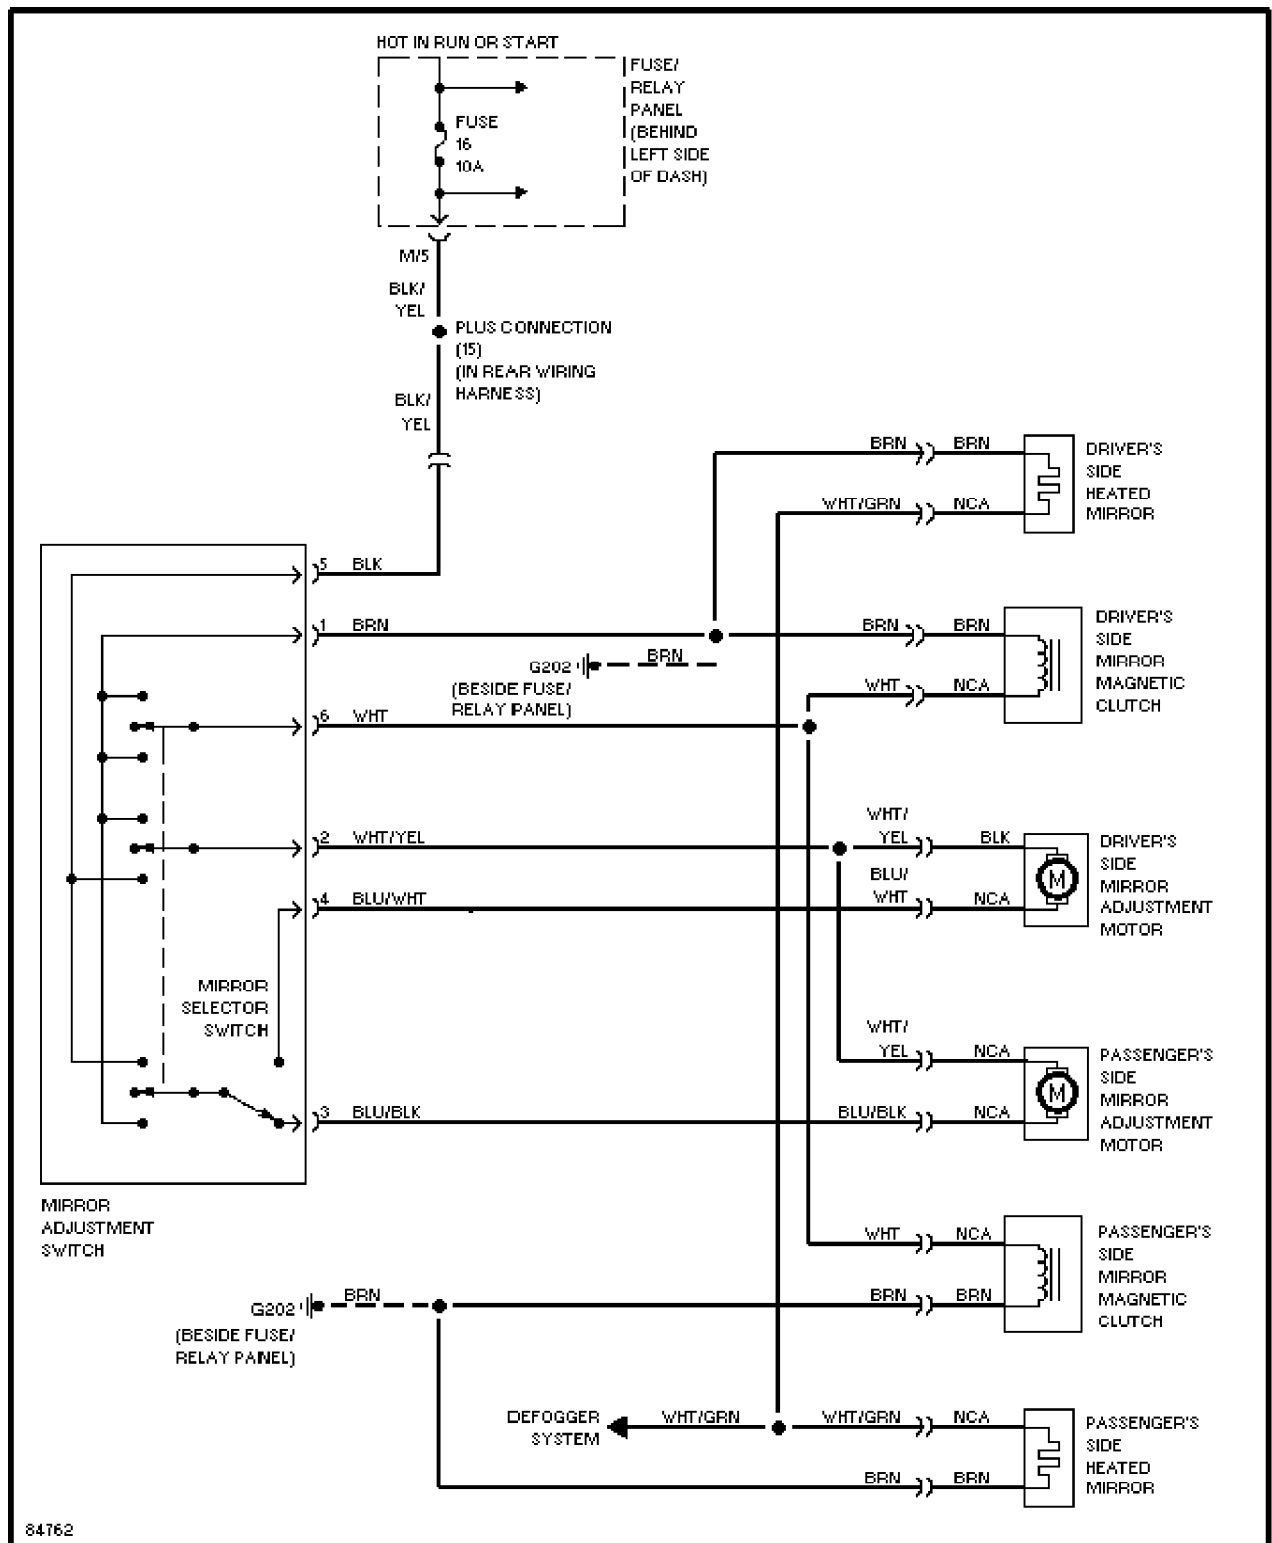 HOT IN RUN OR START
FUSE/
RELAY
PANEL
(BEHIND
LEFT SIDE
OF DASH)
FUSE
16
10A
M/5
BLK/
YEL
PLUS CONNECTION
(15)
(IN REAR WIRING
HARNESS)
BLK/
YEL
BRN BRN
DRIVER'S
SIDE
HEATED
MIRROR
WHT/GRN NCA
5 BLK
1 BRN
BRN BRN
DRIVER'S
SIDE
MIRROR
MAGNETIC
CLUTCH
G202 BRN
(BESIDE FUSE/
RELAY PANEL)
WHT NCA
6 WHT
2 WHT/YEL
WHT/
YEL BLK
DRIVER'S
SIDE
MIRROR
ADJUSTMENT
MOTOR
M
4 BLU/WHT
BLU/
WHT NCA
MIRROR
SELECTOR
SWITCH
WHT/
YEL NCA
PASSENGER'S
SIDE
MIRROR
ADJUSTMENT
MOTOR
M
3 BLU/BLK
BLU/BLK NCA
MIRROR
ADJUSTMENT
SWITCH
WHT NCA
PASSENGER'S
SIDE
MIRROR
MAGNETIC
CLUTCH
G202 BRN
(BESIDE FUSE/
RELAY PANEL)
BRN BRN
DEFOGGER
SYSTEM
WHT/GRN WHT/GRN NCA
PASSENGER'S
SIDE
HEATED
MIRROR
BRN BRN
84762